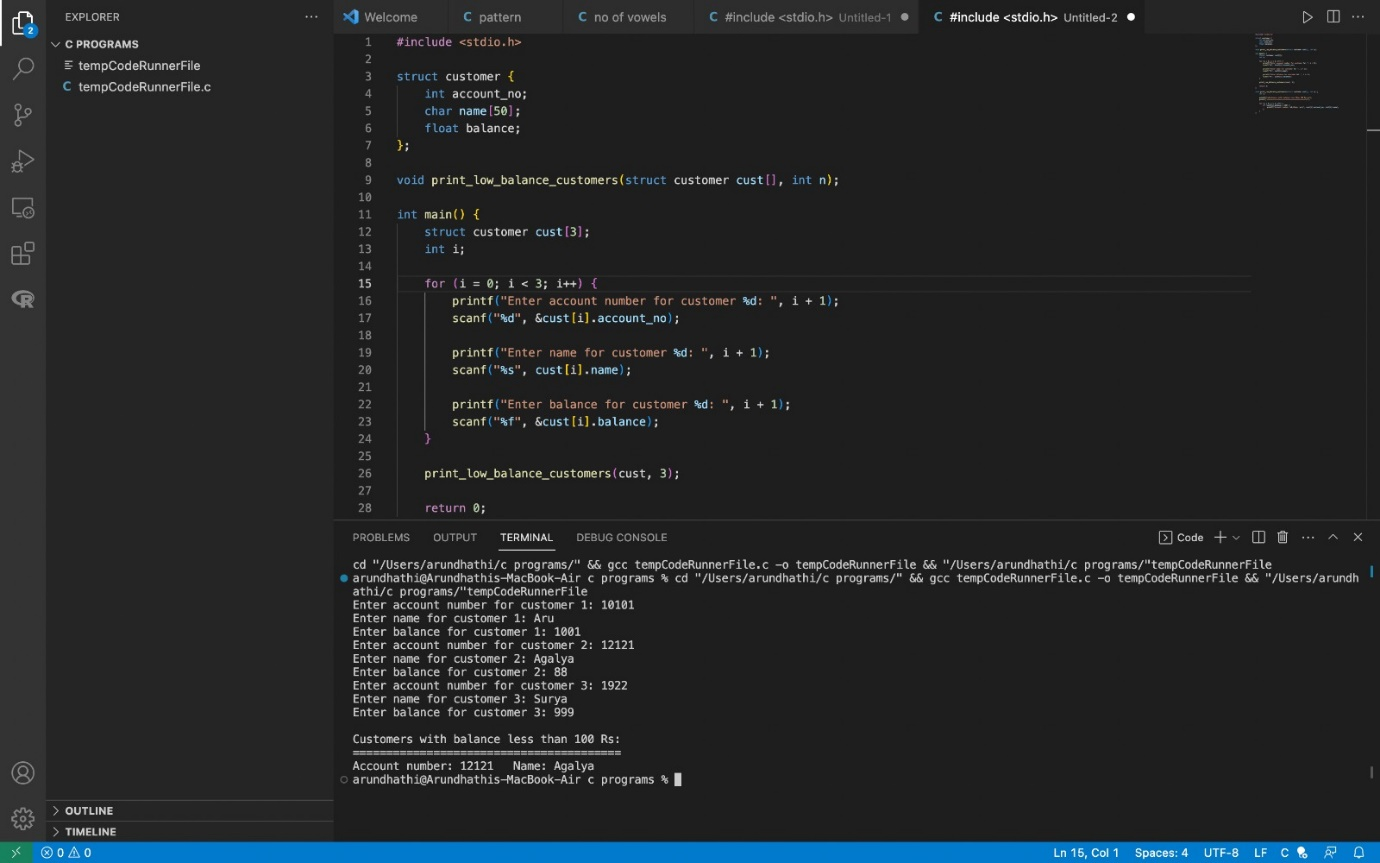 EXPLORER
Welcome
pattern
no of vowels
#include <stdio.h> Untitled-1
#include <stdio.h> Untitled-2
2
C PROGRAMS
tempCodeRunnerFile
C tempCodeRunnerFile.c
1 #include <stdio.h>
2
3 struct customer {
4 int account_no;
5 char name[50];
6 float balance;
7 };
8
9 void print_low_balance_customers(struct customer cust[], int n);
10
11 int main() {
12 struct customer cust[3];
13 int i;
14
15 for (i = 0; i < 3; i++) {
16 printf("Enter account number for customer %d: ", i + 1);
17 scanf("%d", &cust[i].account_no);
18
19 printf("Enter name for customer %d: ", i + 1);
20 scanf("%s", cust[i].name);
21
22 printf("Enter balance for customer %d: ", i + 1);
23 scanf("%f", &cust[i].balance);
24 }
25
26 print_low_balance_customers(cust, 3);
27
28 return 0;
PROBLEMS OUTPUT TERMINAL DEBUG CONSOLE Code
cd "/Users/arundhathi/c programs/" && gcc tempCodeRunnerFile.c -o tempCodeRunnerFile && "/Users/arundhathi/c programs/"tempCodeRunnerFile
arundhathi@Arundhathis-MacBook-Air c programs % cd "/Users/arundhathi/c programs/" && gcc tempCodeRunnerFile.c -o tempCodeRunnerFile && "/Users/arundh
athi/c programs/"tempCodeRunnerFile
Enter account number for customer 1: 10101
Enter name for customer 1: Aru
Enter balance for customer 1: 1001
Enter account number for customer 2: 12121
Enter name for customer 2: Agalya
Enter balance for customer 2: 88
Enter account number for customer 3: 1922
Enter name for customer 3: Surya
Enter balance for customer 3: 999
Customers with balance less than 100 Rs:
========================================
Account number: 12121 Name: Agalya
arundhathi@Arundhathis-MacBook-Air c programs %
OUTLINE
TIMELINE
0 0 Ln 15, Col 1 Spaces: 4 UTF-8 LF C